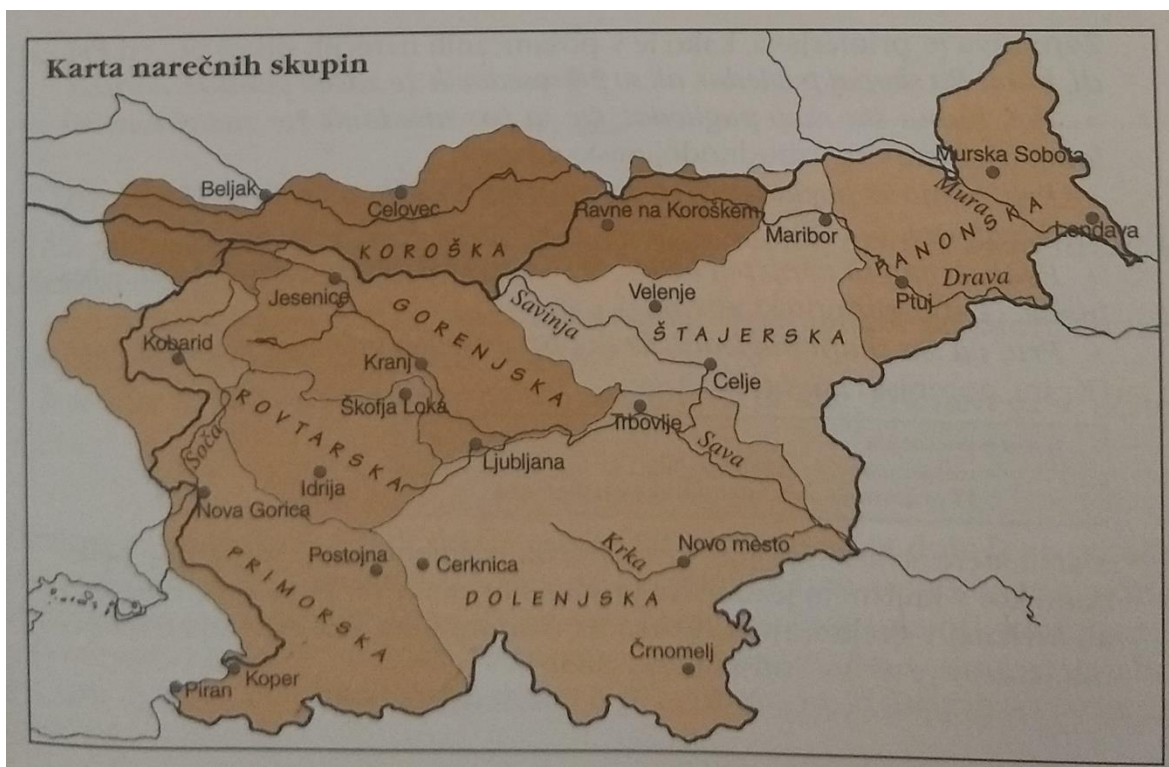 Karta narečnih skupin
Murska Sobota
Beljak
Celovec
Ravne na Koroškem
Mura
Maribor
Lendava
KOROŠKA
PANONSKA
Drava
Ptuj
Jesenice
Velenje
Savinja
GORENJSKA
ŠTAJERSKA
Kobarid
Kranj
Celje
Škofja Loka
ROVTARSKA
Trbovlje
Soča
Sava
Ljubljana
Idrija
Nova Gorica
Krka
Novo mesto
Postojna
Cerknica
PRIMORSKA
DOLENJSKA
Črnomelj
Koper
Piran